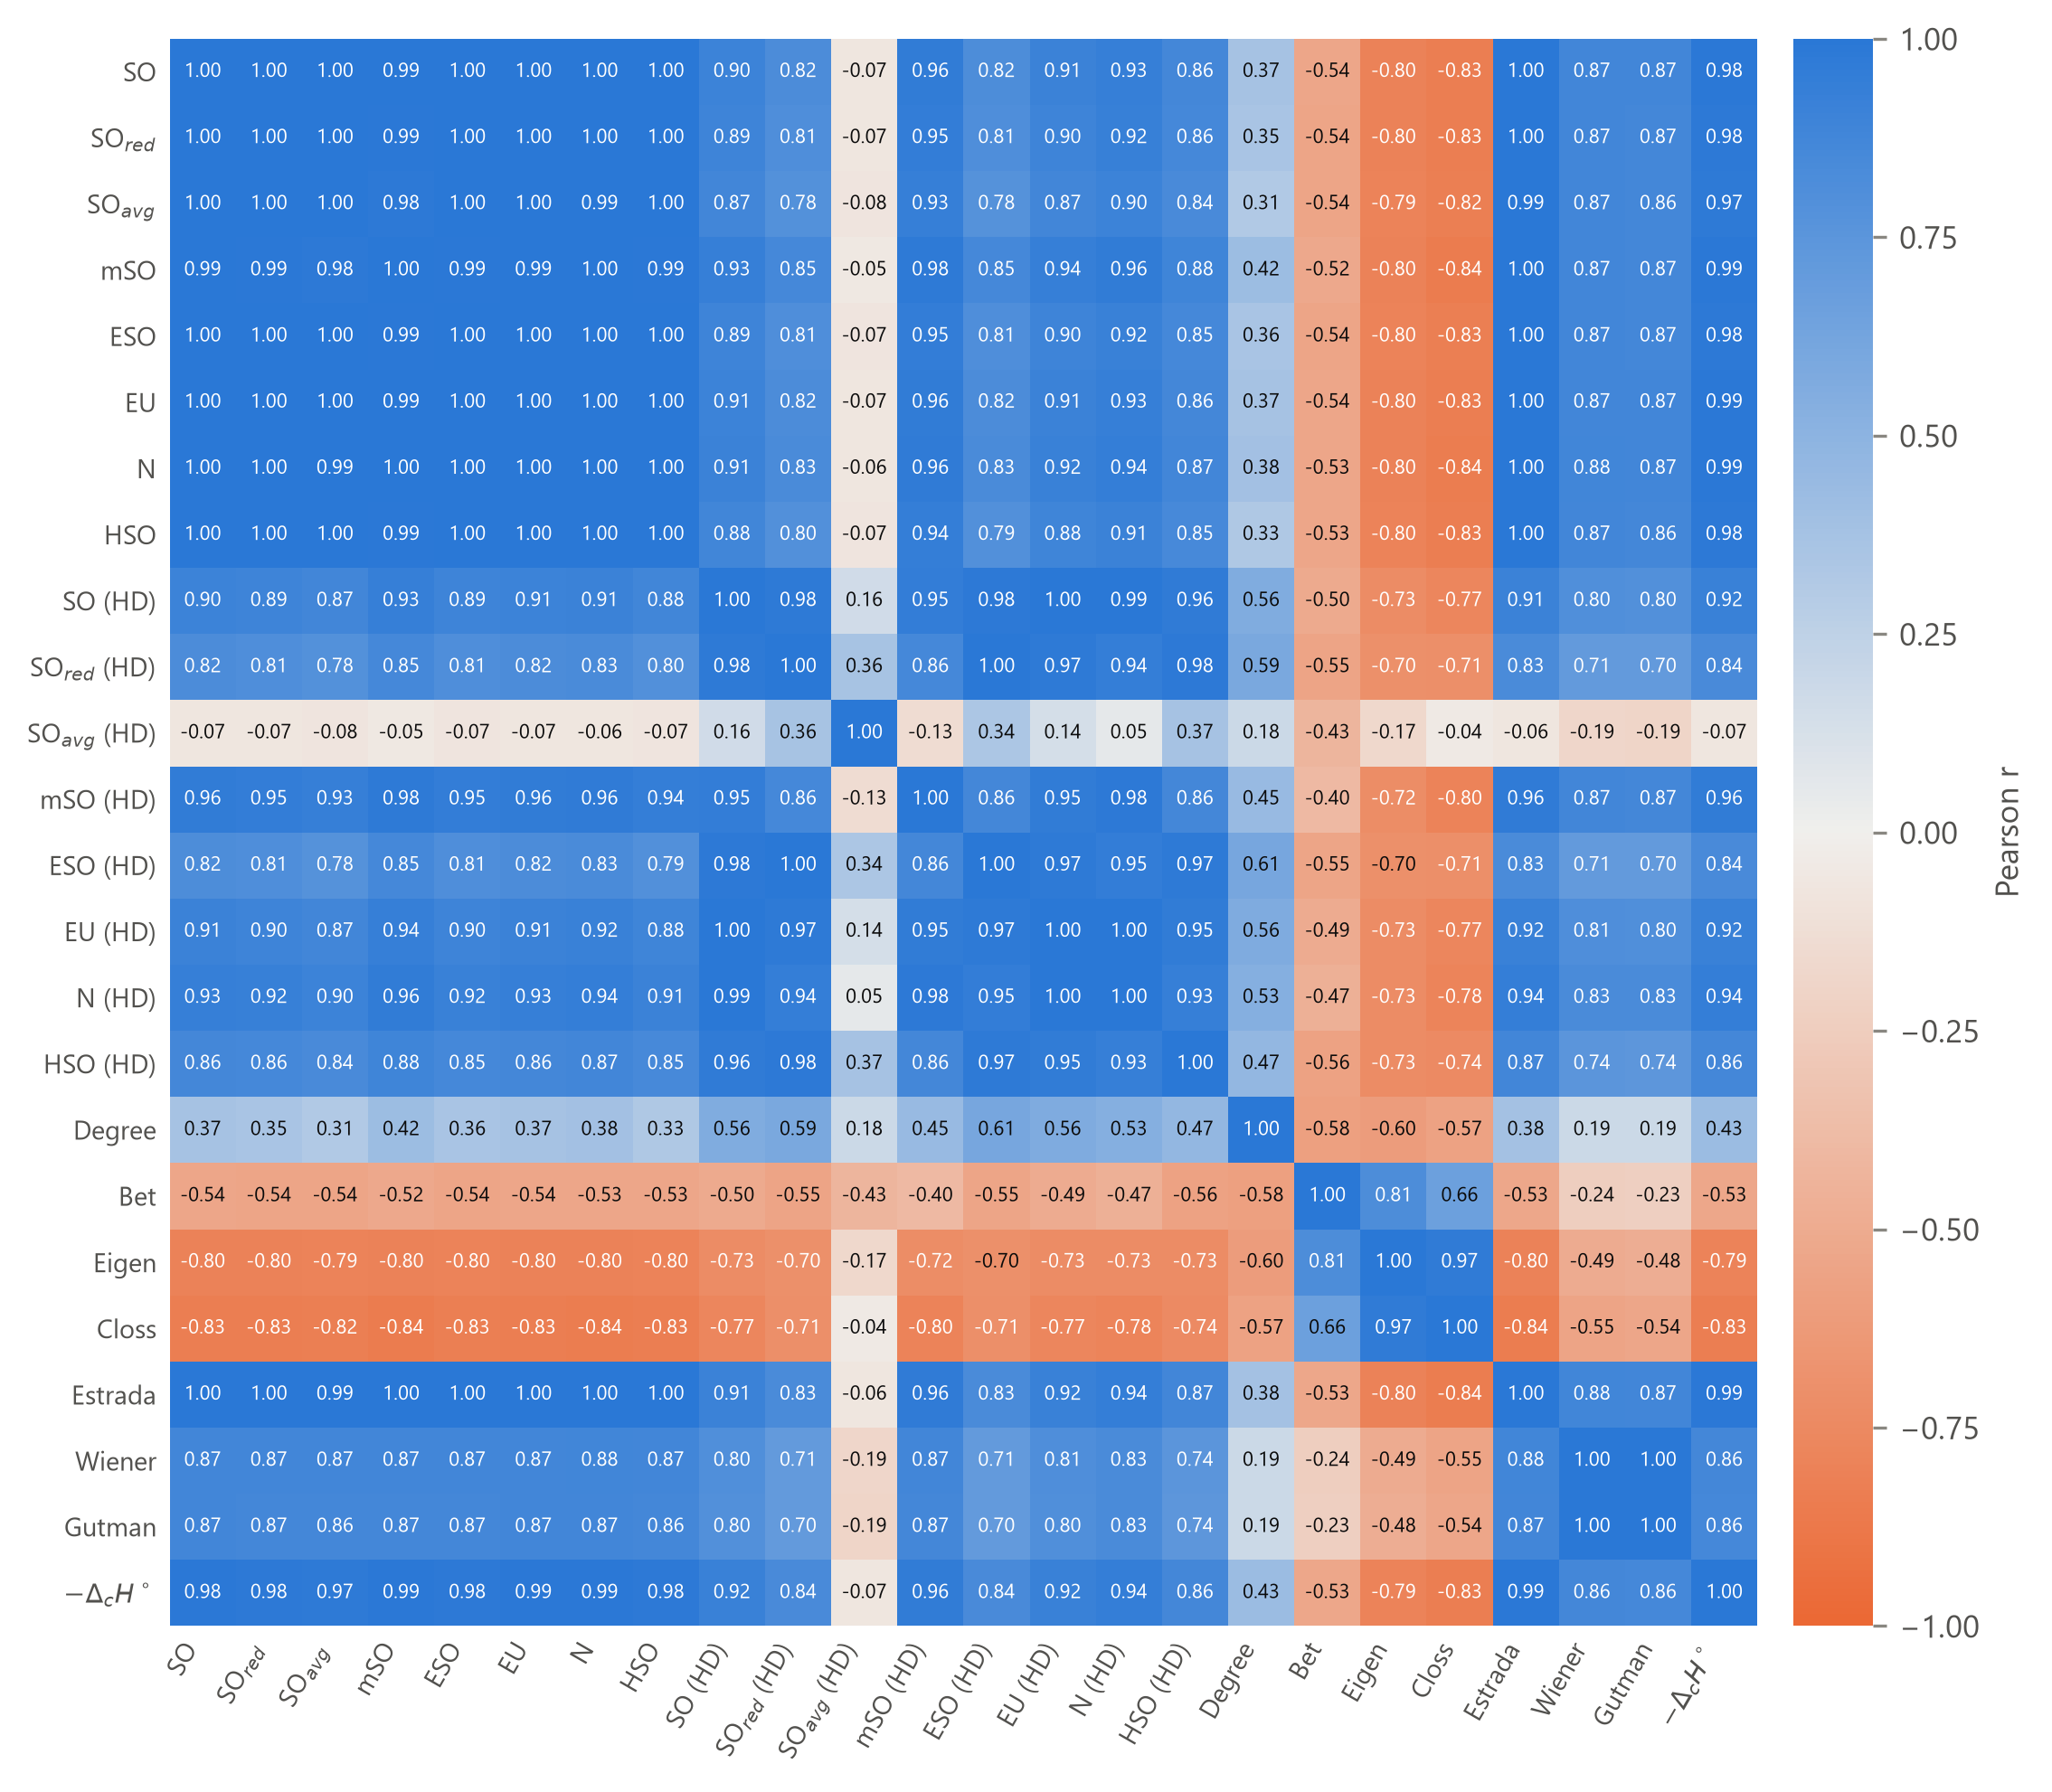 SO 1.00 1.00 1.00 0.99 1.00 1.00 1.00 1.00 0.90 0.82 -0.07 0.96 0.82 0.91 0.93 0.86 0.37 -0.54 -0.80 -0.83 1.00 0.87 0.87 0.98
SOred 1.00 1.00 1.00 0.99 1.00 1.00 1.00 1.00 0.89 0.81 -0.07 0.95 0.81 0.90 0.92 0.86 0.35 -0.54 -0.80 -0.83 1.00 0.87 0.87 0.98
SOavg 1.00 1.00 1.00 0.98 1.00 1.00 0.99 1.00 0.87 0.78 -0.08 0.93 0.78 0.87 0.90 0.84 0.31 -0.54 -0.79 -0.82 0.99 0.87 0.86 0.97
mSO 0.99 0.99 0.98 1.00 0.99 0.99 1.00 0.99 0.93 0.85 -0.05 0.98 0.85 0.94 0.96 0.88 0.42 -0.52 -0.80 -0.84 1.00 0.87 0.87 0.99
ESO 1.00 1.00 1.00 0.99 1.00 1.00 1.00 1.00 0.89 0.81 -0.07 0.95 0.81 0.90 0.92 0.85 0.36 -0.54 -0.80 -0.83 1.00 0.87 0.87 0.98
EU 1.00 1.00 1.00 0.99 1.00 1.00 1.00 1.00 0.91 0.82 -0.07 0.96 0.82 0.91 0.93 0.86 0.37 -0.54 -0.80 -0.83 1.00 0.87 0.87 0.99
N 1.00 1.00 0.99 1.00 1.00 1.00 1.00 1.00 0.91 0.83 -0.06 0.96 0.83 0.92 0.94 0.87 0.38 -0.53 -0.80 -0.84 1.00 0.88 0.87 0.99
HSO 1.00 1.00 1.00 0.99 1.00 1.00 1.00 1.00 0.88 0.80 -0.07 0.94 0.79 0.88 0.91 0.85 0.33 -0.53 -0.80 -0.83 1.00 0.87 0.86 0.98
SO (HD) 0.90 0.89 0.87 0.93 0.89 0.91 0.91 0.88 1.00 0.98 0.16 0.95 0.98 1.00 0.99 0.96 0.56 -0.50 -0.73 -0.77 0.91 0.80 0.80 0.92
SOred (HD) 0.82 0.81 0.78 0.85 0.81 0.82 0.83 0.80 0.98 1.00 0.36 0.86 1.00 0.97 0.94 0.98 0.59 -0.55 -0.70 -0.71 0.83 0.71 0.70 0.84
SOavg (HD) -0.07 -0.07 -0.08 -0.05 -0.07 -0.07 -0.06 -0.07 0.16 0.36 1.00 -0.13 0.34 0.14 0.05 0.37 0.18 -0.43 -0.17 -0.04 -0.06 -0.19 -0.19 -0.07
mSO (HD) 0.96 0.95 0.93 0.98 0.95 0.96 0.96 0.94 0.95 0.86 -0.13 1.00 0.86 0.95 0.98 0.86 0.45 -0.40 -0.72 -0.80 0.96 0.87 0.87 0.96
ESO (HD) 0.82 0.81 0.78 0.85 0.81 0.82 0.83 0.79 0.98 1.00 0.34 0.86 1.00 0.97 0.95 0.97 0.61 -0.55 -0.70 -0.71 0.83 0.71 0.70 0.84
EU (HD) 0.91 0.90 0.87 0.94 0.90 0.91 0.92 0.88 1.00 0.97 0.14 0.95 0.97 1.00 1.00 0.95 0.56 -0.49 -0.73 -0.77 0.92 0.81 0.80 0.92
N (HD) 0.93 0.92 0.90 0.96 0.92 0.93 0.94 0.91 0.99 0.94 0.05 0.98 0.95 1.00 1.00 0.93 0.53 -0.47 -0.73 -0.78 0.94 0.83 0.83 0.94
HSO (HD) 0.86 0.86 0.84 0.88 0.85 0.86 0.87 0.85 0.96 0.98 0.37 0.86 0.97 0.95 0.93 1.00 0.47 -0.56 -0.73 -0.74 0.87 0.74 0.74 0.86
Degree 0.37 0.35 0.31 0.42 0.36 0.37 0.38 0.33 0.56 0.59 0.18 0.45 0.61 0.56 0.53 0.47 1.00 -0.58 -0.60 -0.57 0.38 0.19 0.19 0.43
Bet -0.54 -0.54 -0.54 -0.52 -0.54 -0.54 -0.53 -0.53 -0.50 -0.55 -0.43 -0.40 -0.55 -0.49 -0.47 -0.56 -0.58 1.00 0.81 0.66 -0.53 -0.24 -0.23 -0.53
Eigen -0.80 -0.80 -0.79 -0.80 -0.80 -0.80 -0.80 -0.80 -0.73 -0.70 -0.17 -0.72 -0.70 -0.73 -0.73 -0.73 -0.60 0.81 1.00 0.97 -0.80 -0.49 -0.48 -0.79
Closs -0.83 -0.83 -0.82 -0.84 -0.83 -0.83 -0.84 -0.83 -0.77 -0.71 -0.04 -0.80 -0.71 -0.77 -0.78 -0.74 -0.57 0.66 0.97 1.00 -0.84 -0.55 -0.54 -0.83
Estrada 1.00 1.00 0.99 1.00 1.00 1.00 1.00 1.00 0.91 0.83 -0.06 0.96 0.83 0.92 0.94 0.87 0.38 -0.53 -0.80 -0.84 1.00 0.88 0.87 0.99
Wiener 0.87 0.87 0.87 0.87 0.87 0.87 0.88 0.87 0.80 0.71 -0.19 0.87 0.71 0.81 0.83 0.74 0.19 -0.24 -0.49 -0.55 0.88 1.00 1.00 0.86
Gutman 0.87 0.87 0.86 0.87 0.87 0.87 0.87 0.86 0.80 0.70 -0.19 0.87 0.70 0.80 0.83 0.74 0.19 -0.23 -0.48 -0.54 0.87 1.00 1.00 0.86
−ΔcH° 0.98 0.98 0.97 0.99 0.98 0.99 0.99 0.98 0.92 0.84 -0.07 0.96 0.84 0.92 0.94 0.86 0.43 -0.53 -0.79 -0.83 0.99 0.86 0.86 1.00
SO SOred SOavg mSO ESO EU N HSO SO (HD) SOred (HD) SOavg (HD) mSO (HD) ESO (HD) EU (HD) N (HD) HSO (HD) Degree Bet Eigen Closs Estrada Wiener Gutman −ΔcH°
1.00
0.75
0.50
0.25
0.00
−0.25
−0.50
−0.75
−1.00
Pearson r